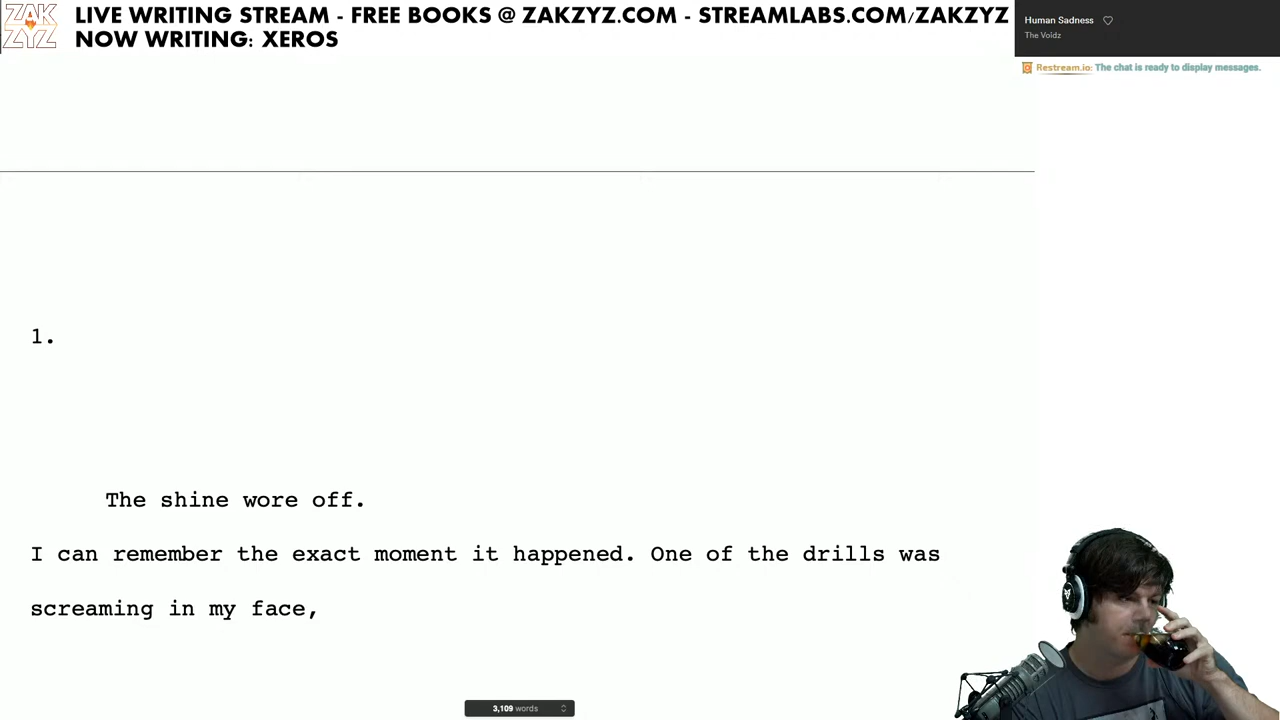 ZAK
ZYZ
LIVE WRITING STREAM - FREE BOOKS @ ZAKZYZ.COM - STREAMLABS.COM/ZAKZYZ
NOW WRITING: XEROS
Human Sadness
The Voidz
Restream.io: The chat is ready to display messages.
1.
The shine wore off.
I can remember the exact moment it happened. One of the drills was
screaming in my face,
3,109 words